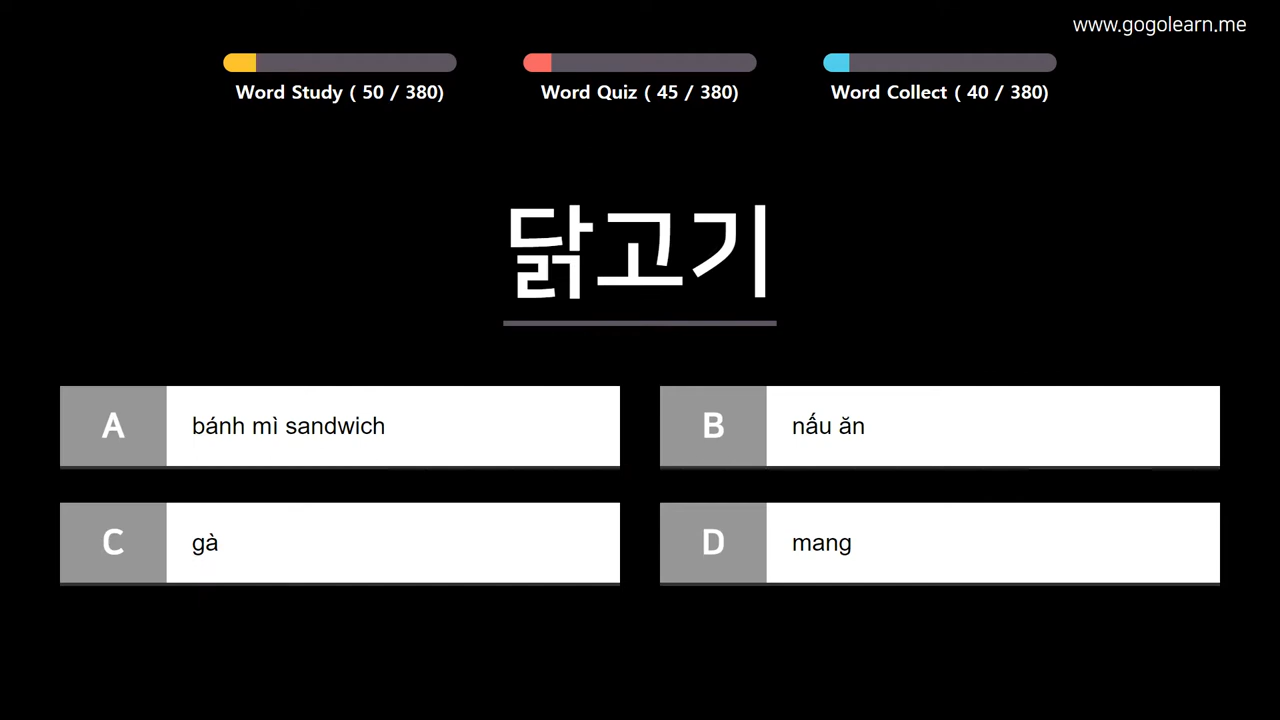 www.gogolearn.me
Word Study ( 50 / 380)
Word Quiz ( 45 / 380)
Word Collect ( 40 / 380)
닭고기
A bánh mì sandwich
B nấu ăn
C gà
D mang